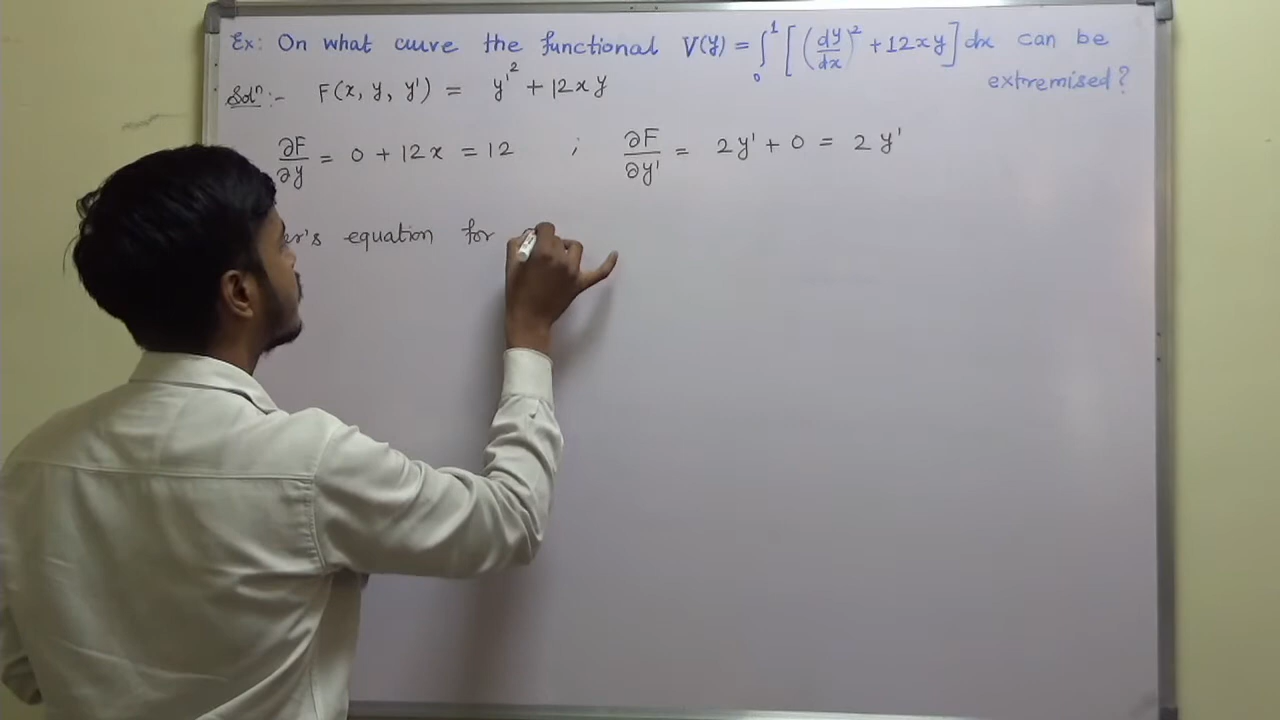 Ex: On what curve the functional V(y) = ∫₀¹ [ (dy/dx)² + 12xy ] dx can be
extremised?
Solⁿ:- F(x, y, y') = y'² + 12xy
∂F/∂y = 0 + 12x = 12 ; ∂F/∂y' = 2y' + 0 = 2y'
equation for